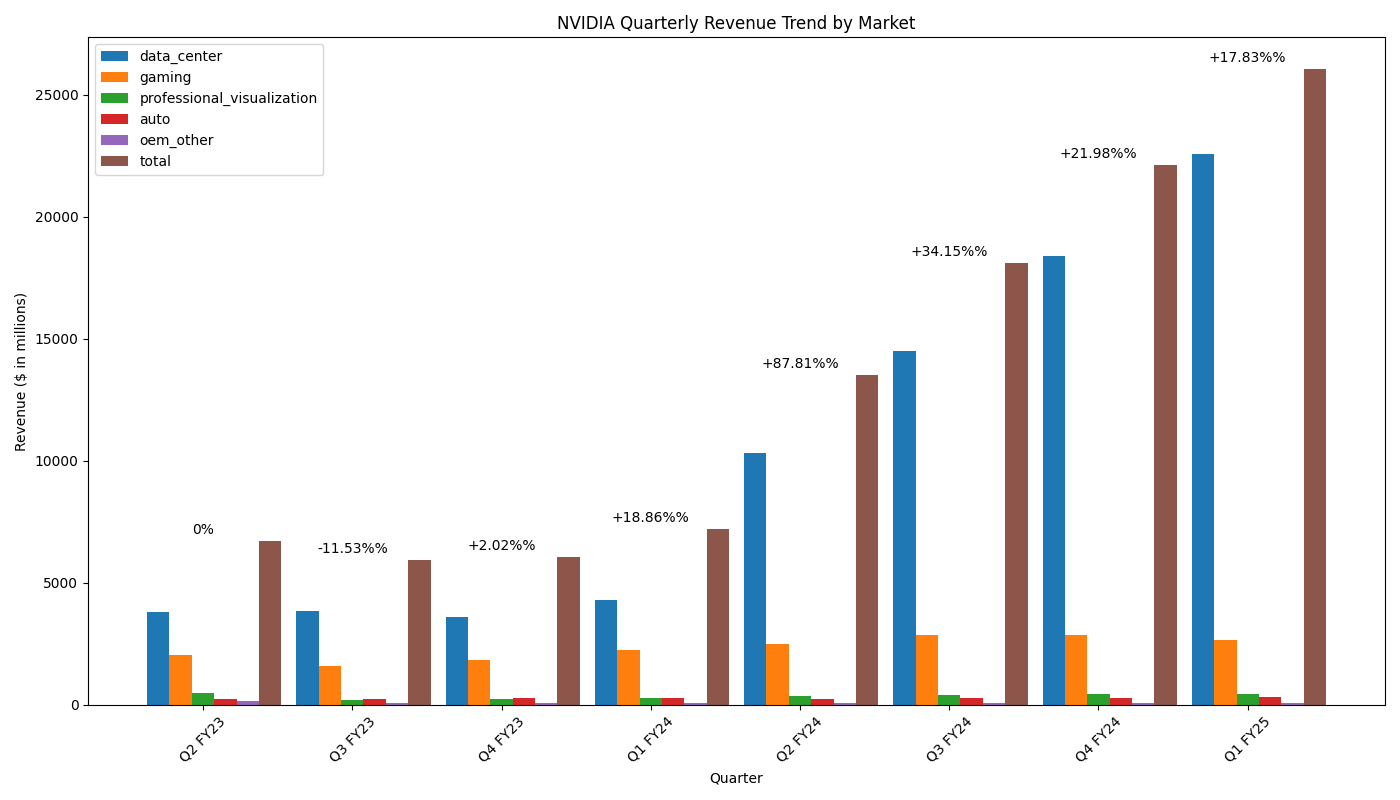 NVIDIA Quarterly Revenue Trend by Market
data_center
gaming
professional_visualization
auto
oem_other
total
Revenue ($ in millions)
25000
20000
15000
10000
5000
0
0%
-11.53%%
+2.02%%
+18.86%%
+87.81%%
+34.15%%
+21.98%%
+17.83%%
Q2 FY23
Q3 FY23
Q4 FY23
Q1 FY24
Q2 FY24
Q3 FY24
Q4 FY24
Q1 FY25
Quarter